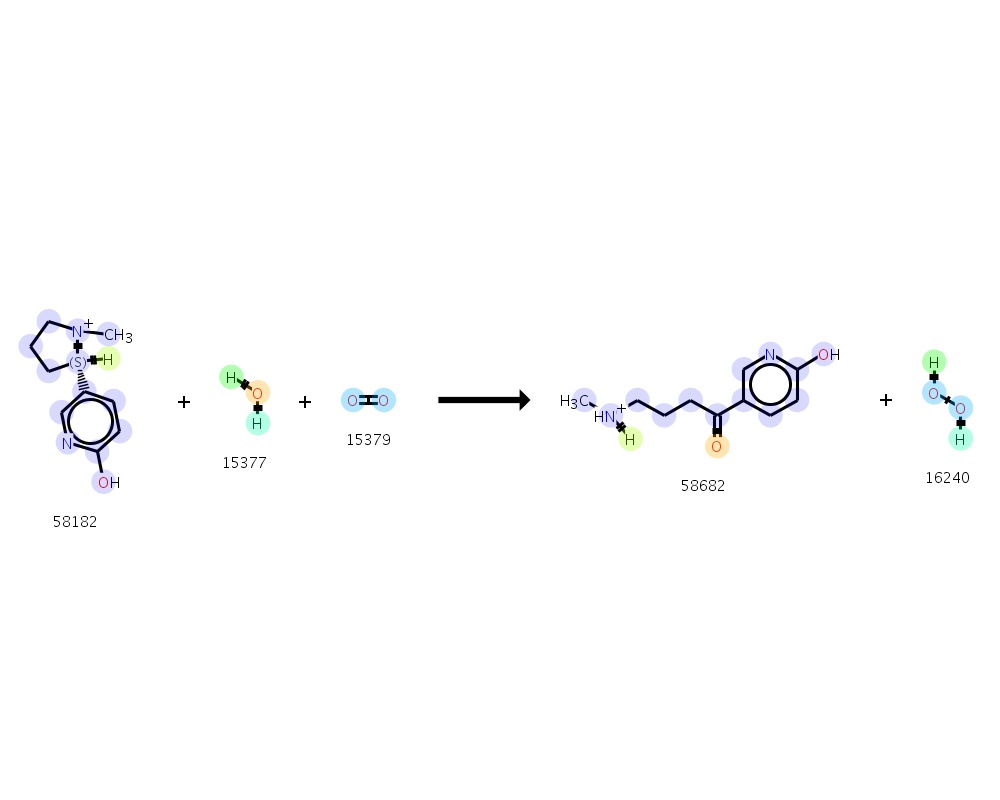 N+
CH3
(S)
H
N
OH
58182
+
H
O
H
15377
+
O
O
15379
H3C
HN+
H
O
N
OH
58682
+
H
O
O
H
16240